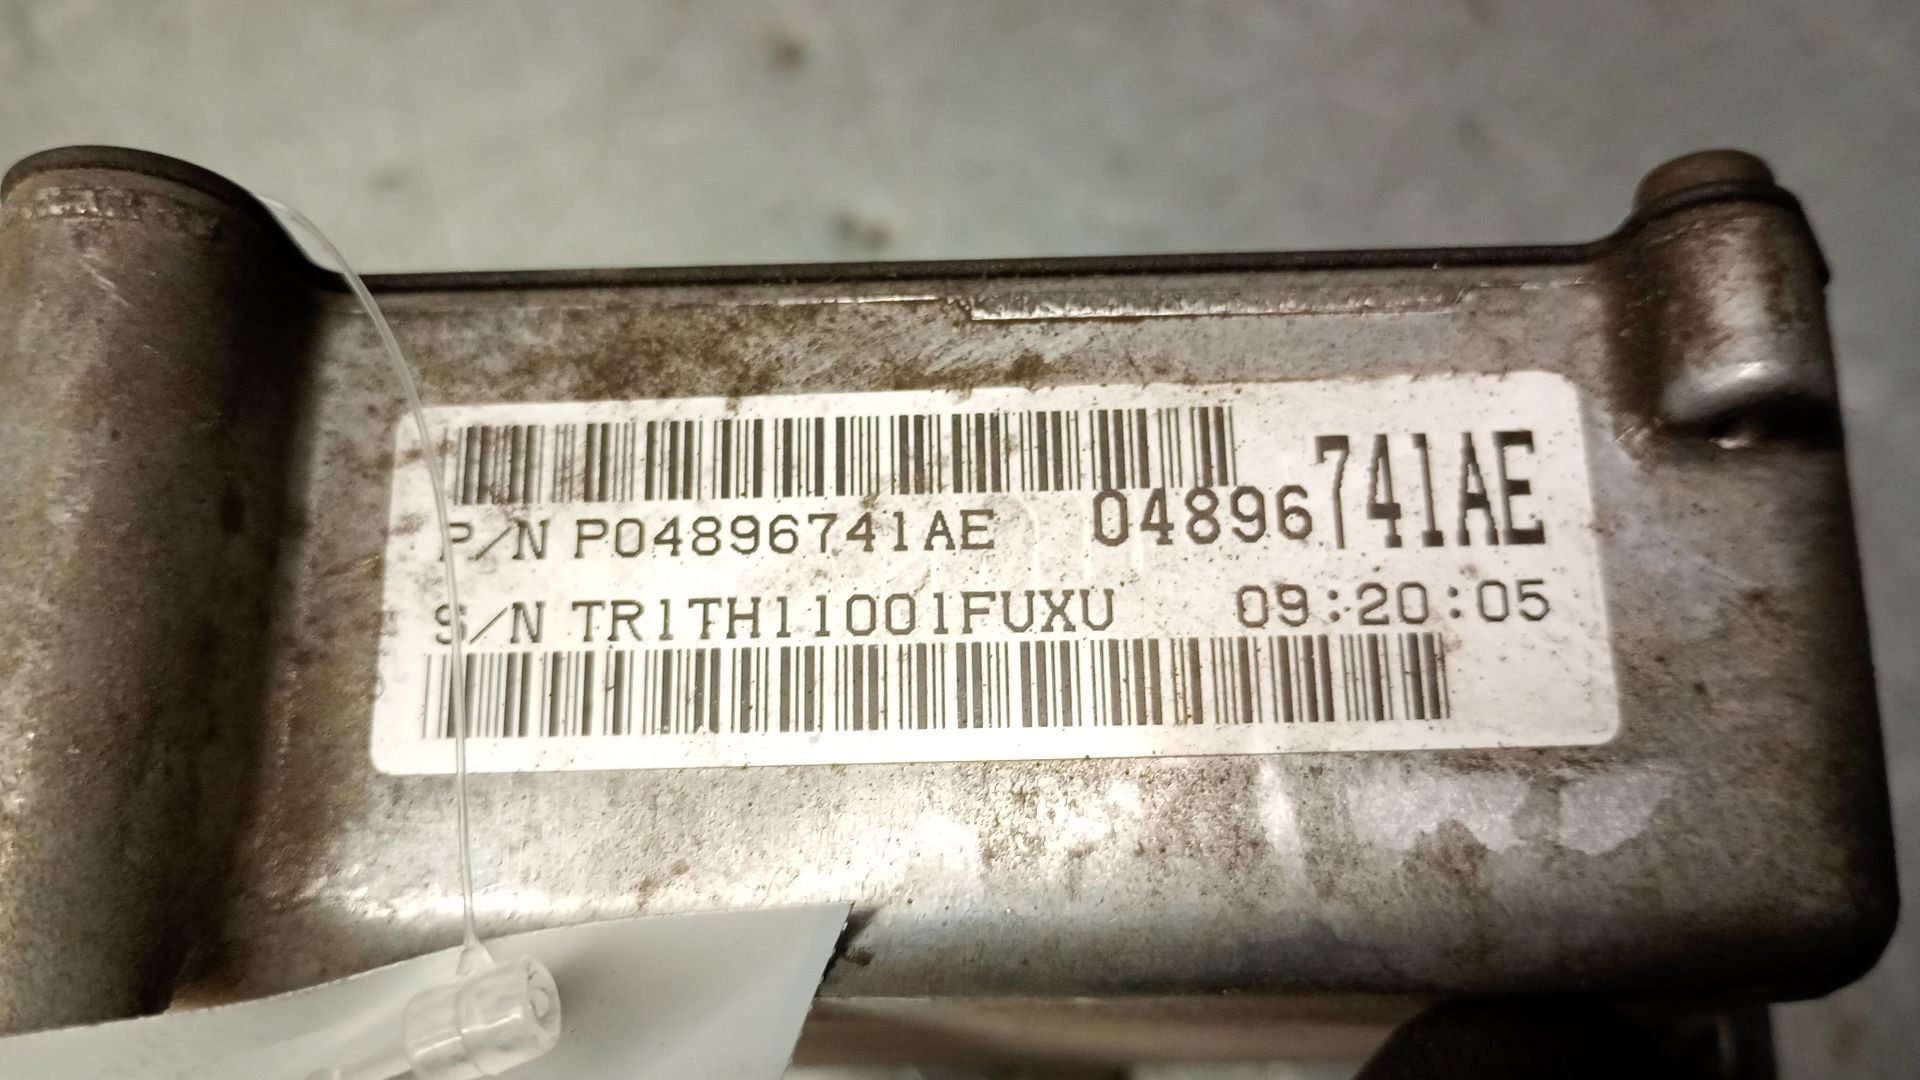 P/N P04896741AE 04896741AE
S/N TR1TH11001FUXU 09:20:05